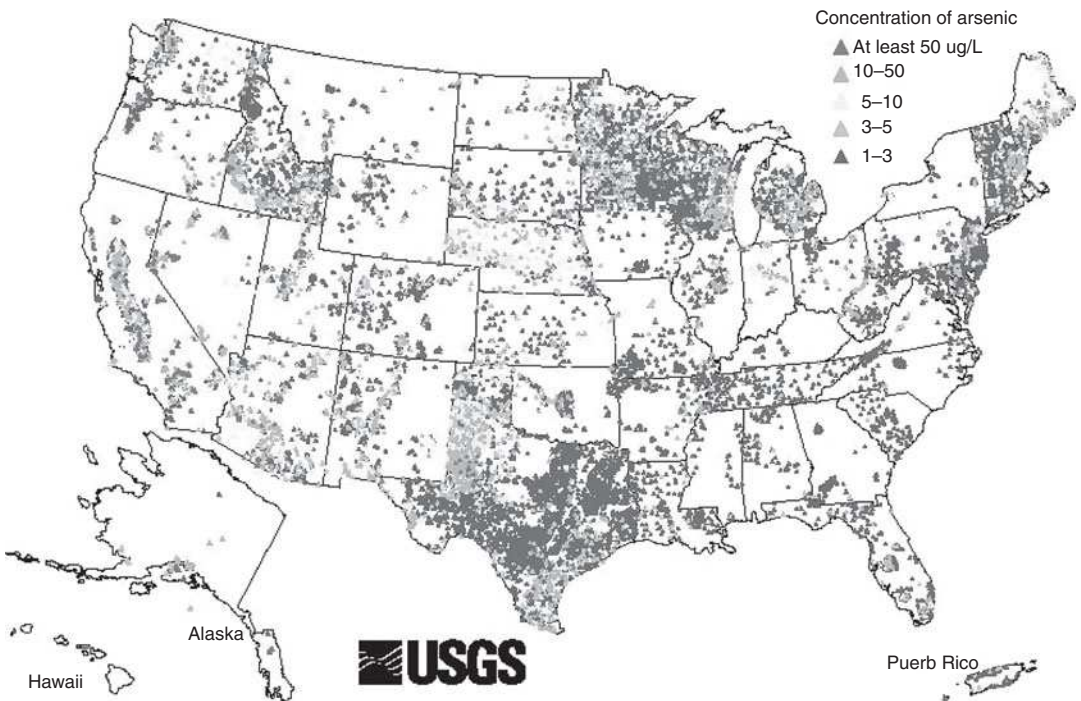 Concentration of arsenic
At least 50 ug/L
10–50
5–10
3–5
1–3
Alaska
Hawaii
USGS
Puerb Rico